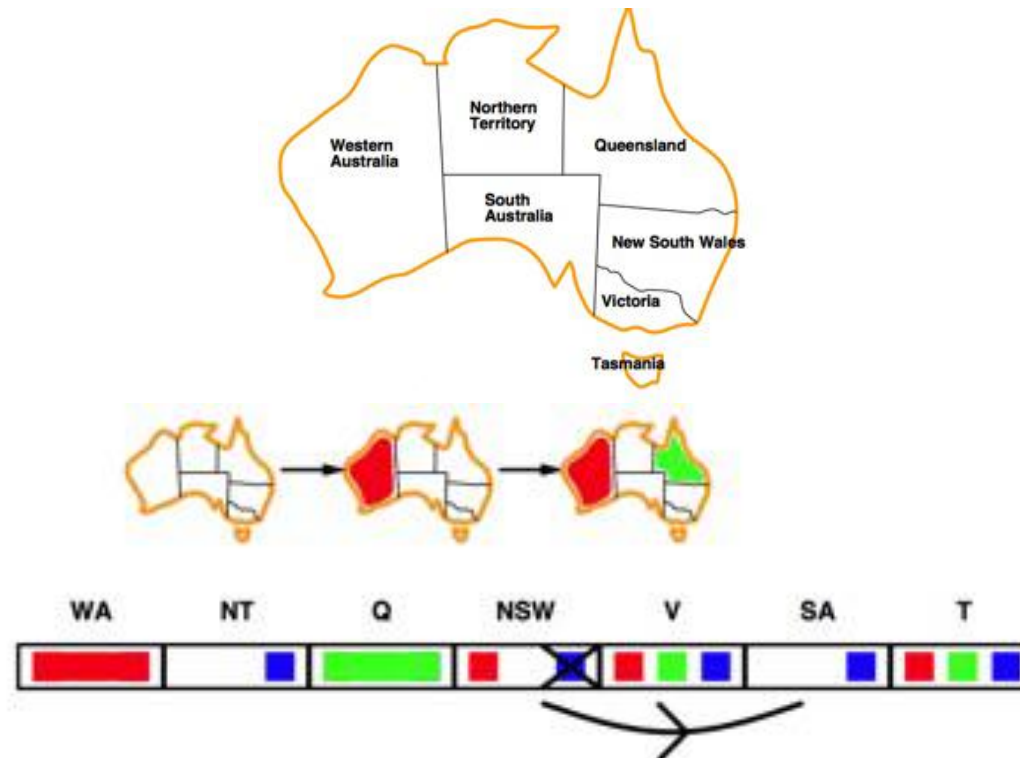 Northern
Territory
Western
Australia
Queensland
South
Australia
New South Wales
Victoria
Tasmania
WA NT Q NSW V SA T